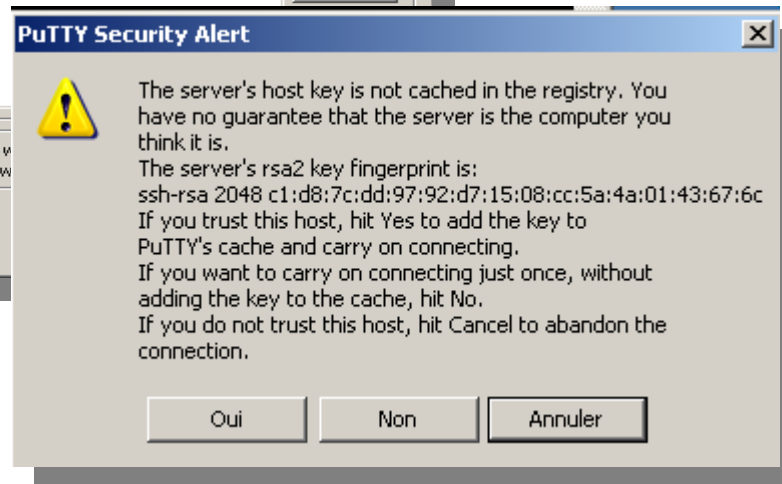 PuTTY Security Alert
The server's host key is not cached in the registry. You
have no guarantee that the server is the computer you
think it is.
The server's rsa2 key fingerprint is:
ssh-rsa 2048 c1:d8:7c:dd:97:92:d7:15:08:cc:5a:4a:01:43:67:6c
If you trust this host, hit Yes to add the key to
PuTTY's cache and carry on connecting.
If you want to carry on connecting just once, without
adding the key to the cache, hit No.
If you do not trust this host, hit Cancel to abandon the
connection.
Oui
Non
Annuler